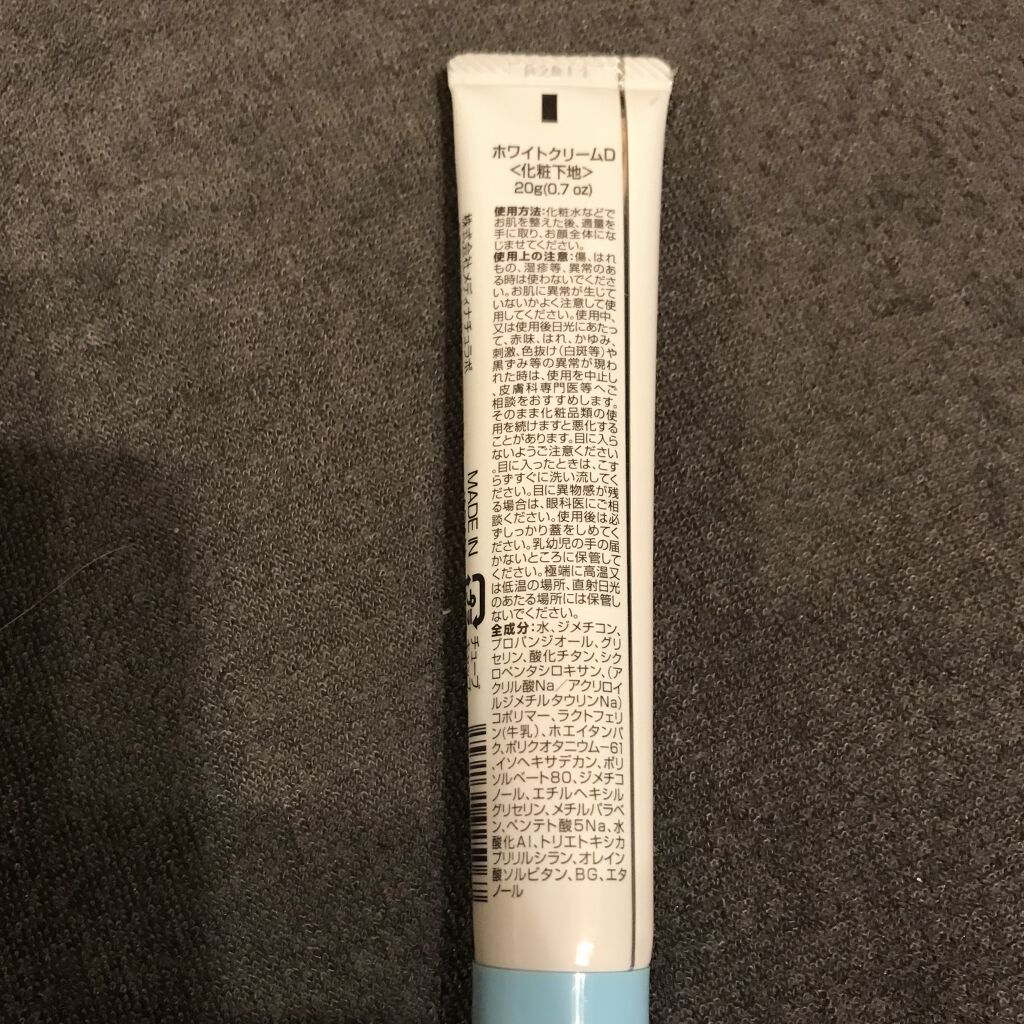 ホワイトクリームD
<化粧下地>
20g(0.7 oz)
使用方法:化粧水などで
お肌を整えた後、適量を
手に取り、お顔全体にな
じませてください。
使用上の注意:傷、はれ
もの、湿疹等、異常のあ
る時は使わないでくださ
い。お肌に異常が生じて
いないかよく注意して使
用してください。使用中、
又は使用後日光にあたっ
て、赤味、はれ、かゆみ、
刺激、色抜け(白斑等)や
黒ずみ等の異常が現わ
れた時は、使用を中止し
、皮膚科専門医等へご
相談をおすすめします。
そのまま化粧品類の使
用を続けますと悪化する
ことがあります。目に入ら
ないようご注意ください
。目に入ったときは、こす
らずすぐに洗い流してく
ださい。目に異物感が残
る場合は、眼科医にご相
談ください。使用後は必
ずしっかり蓋をしめてく
ださい。乳幼児の手の届
かないところに保管して
ください。極端に高温又
は低温の場所、直射日光
のあたる場所には保管し
ないでください。
全成分:水、ジメチコン、
プロパンジオール、グリ
セリン、酸化チタン、シク
ロペンタシロキサン、(ア
クリル酸Na/アクリロイ
ルジメチルタウリンNa)
コポリマー、ラクトフェリ
ン(牛乳)、ホエイタンパ
ク、ポリクオタニウム-61
、イソヘキサデカン、ポリ
ソルベート80、ジメチコ
ノール、エチルヘキシル
グリセリン、メチルパラベ
ン、ペンテト酸5Na、水
酸化Al、トリエトキシカ
プリリルシラン、オレイン
酸ソルビタン、BG、エタ
ノール
株式会社メディナチュラボ
MADE IN
チューブ